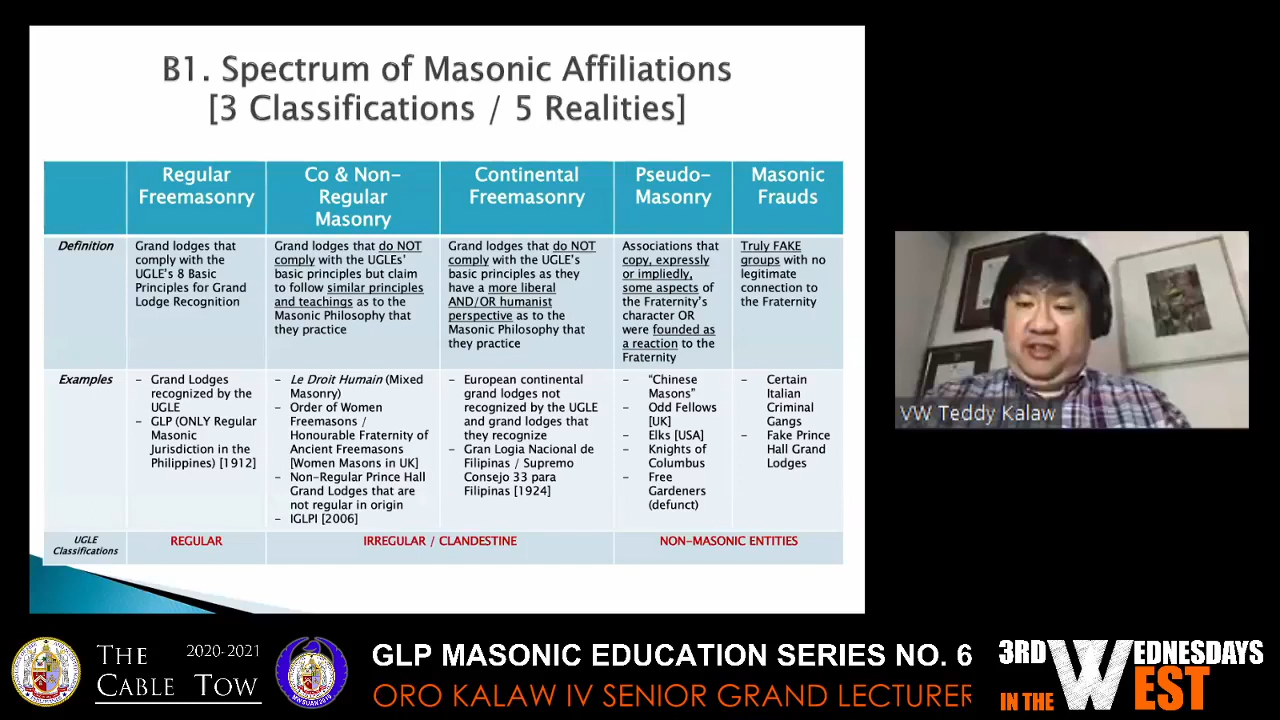 B1. Spectrum of Masonic Affiliations
[3 Classifications / 5 Realities]
Regular
Freemasonry
Co & Non-
Regular
Masonry
Continental
Freemasonry
Pseudo-
Masonry
Masonic
Frauds
Definition
Grand lodges that
comply with the
UGLE's 8 Basic
Principles for Grand
Lodge Recognition
Grand lodges that do NOT
comply with the UGLEs'
basic principles but claim
to follow similar principles
and teachings as to the
Masonic Philosophy that
they practice
Grand lodges that do NOT
comply with the UGLE's
basic principles as they
have a more liberal
AND/OR humanist
perspective as to the
Masonic Philosophy that
they practice
Associations that
copy, expressly
or impliedly,
some aspects of
the Fraternity's
character OR
were founded as
a reaction to the
Fraternity
Truly FAKE
groups with no
legitimate
connection to
the Fraternity
Examples
- Grand Lodges
recognized by the
UGLE
- GLP (ONLY Regular
Masonic
Jurisdiction in the
Philippines) [1912]
- Le Droit Humain (Mixed
Masonry)
- Order of Women
Freemasons /
Honourable Fraternity of
Ancient Freemasons
[Women Masons in UK]
- Non-Regular Prince Hall
Grand Lodges that are
not regular in origin
- IGLPI [2006]
- European continental
grand lodges not
recognized by the UGLE
and grand lodges that
they recognize
- Gran Logia Nacional de
Filipinas / Supremo
Consejo 33 para
Filipinas [1924]
- "Chinese
Masons"
- Odd Fellows
[UK]
- Elks [USA]
- Knights of
Columbus
- Free
Gardeners
(defunct)
- Certain
Italian
Criminal
Gangs
- Fake Prince
Hall Grand
Lodges
UGLE
Classifications
REGULAR
IRREGULAR / CLANDESTINE
NON-MASONIC ENTITIES
VW Teddy Kalaw
THE 2020-2021
CABLE TOW
GLP MASONIC EDUCATION SERIES NO. 6
ORO KALAW IV SENIOR GRAND LECTURER
3RD WEDNESDAYS
IN THE WEST